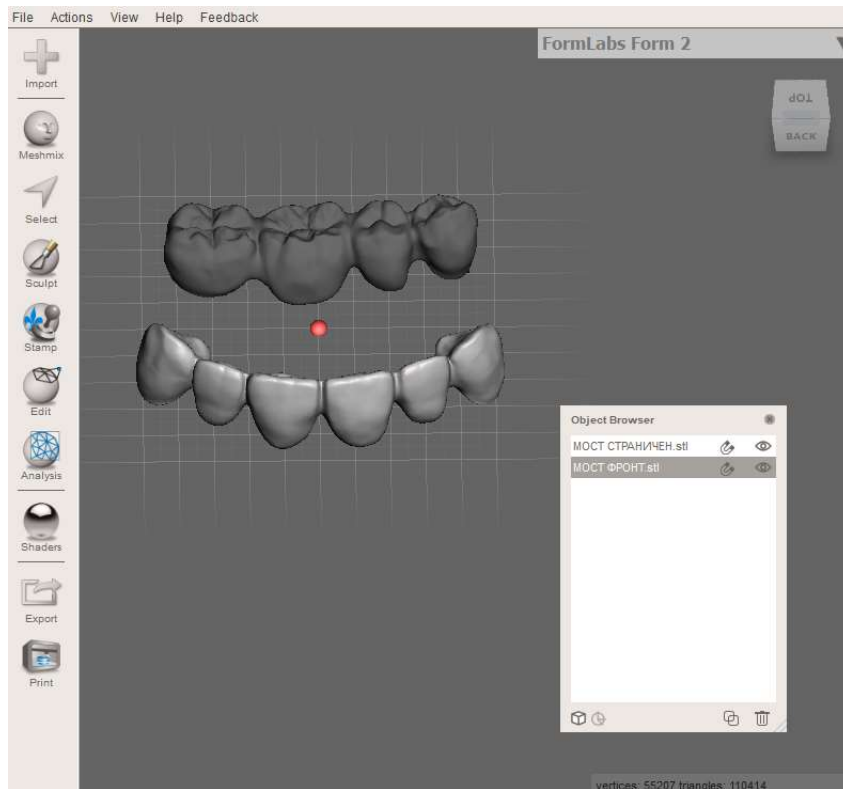 File Actions View Help Feedback
FormLabs Form 2
Import
TOP
BACK
Meshmix
Select
Sculpt
Stamp
Edit
Object Browser
МОСТ СТРАНИЧЕН.stl
МОСТ ФРОНТ.stl
Analysis
Shaders
Export
Print
vertices: 55207 triangles: 110414